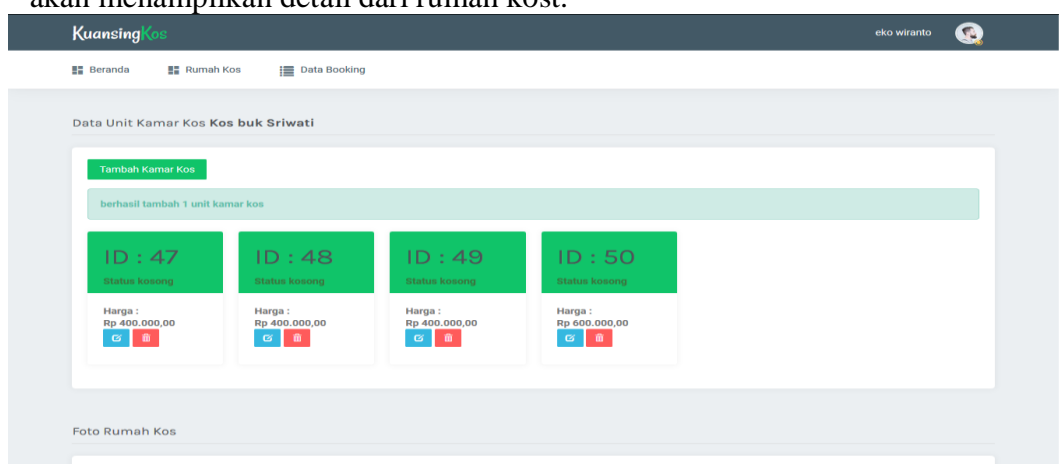 akan menampilkan detail dari rumah kost.
KuansingKos
eko wiranto
Beranda Rumah Kos Data Booking
Data Unit Kamar Kos Kos buk Sriwati
Tambah Kamar Kos
berhasil tambah 1 unit kamar kos
ID : 47
Status kosong
Harga :
Rp 400.000,00
ID : 48
Status kosong
Harga :
Rp 400.000,00
ID : 49
Status kosong
Harga :
Rp 400.000,00
ID : 50
Status kosong
Harga :
Rp 600.000,00
Foto Rumah Kos